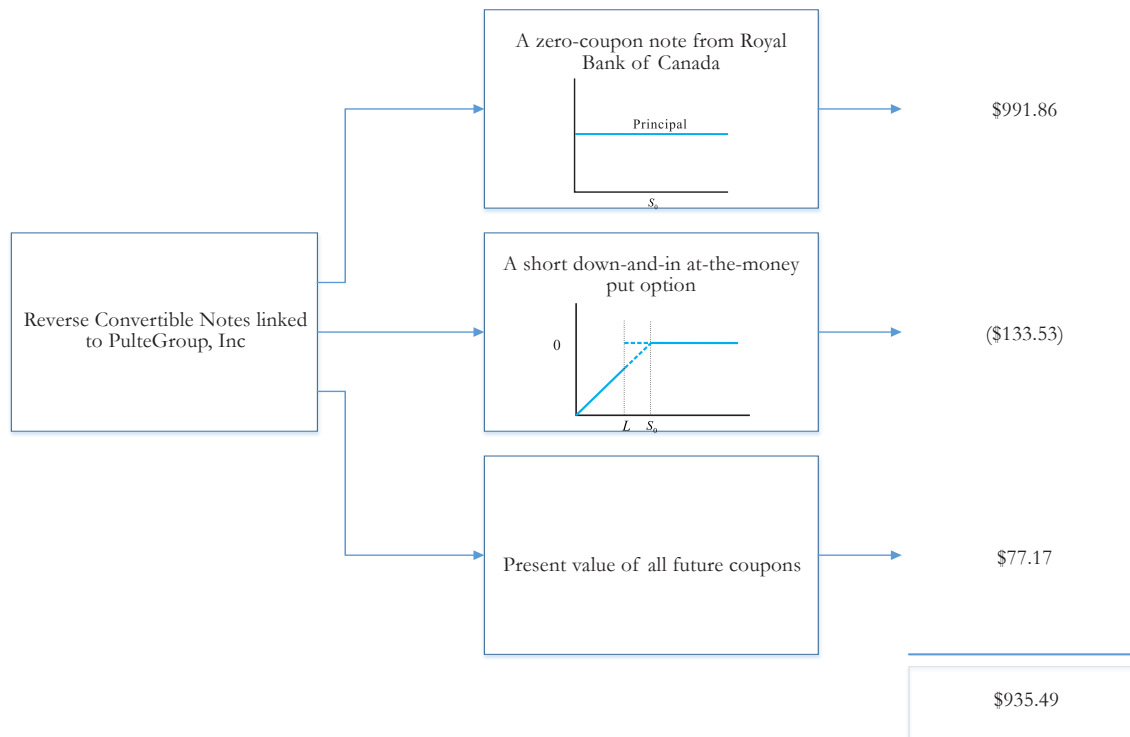 A zero-coupon note from Royal
Bank of Canada
Principal
S₀
$991.86
Reverse Convertible Notes linked
to PulteGroup, Inc
A short down-and-in at-the-money
put option
0
L S₀
($133.53)
Present value of all future coupons
$77.17
$935.49